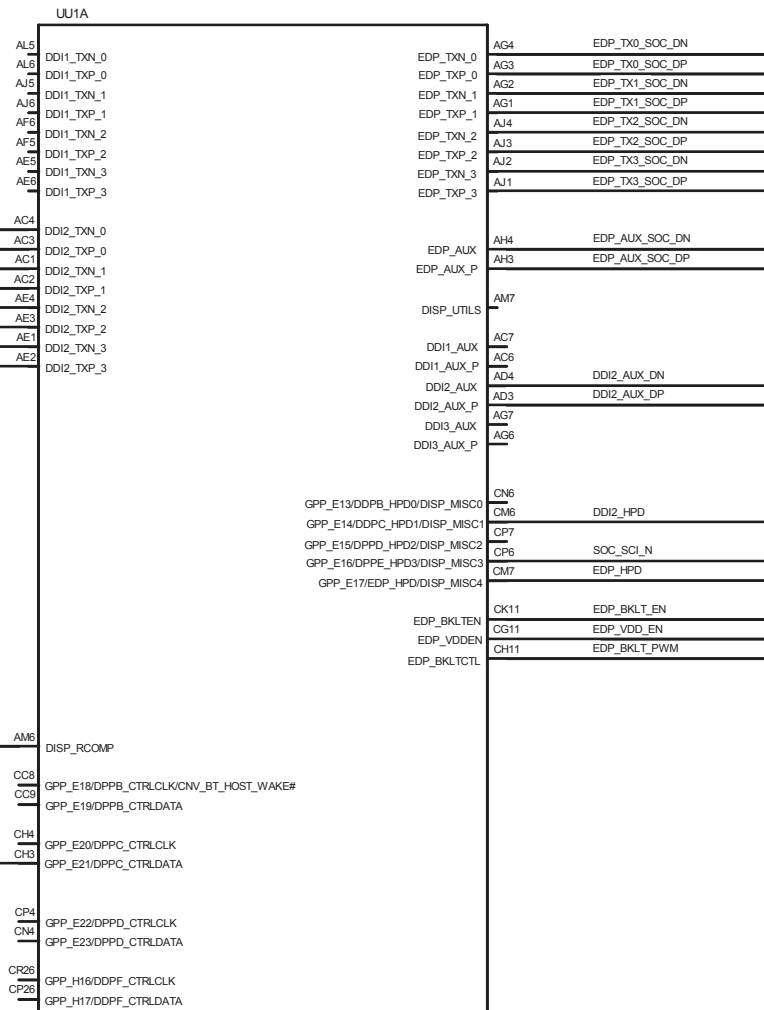 UU1A
AL5 DDI1_TXN_0 EDP_TXN_0 AG4 EDP_TX0_SOC_DN
AL6 DDI1_TXP_0 EDP_TXP_0 AG3 EDP_TX0_SOC_DP
AJ5 DDI1_TXN_1 EDP_TXN_1 AG2 EDP_TX1_SOC_DN
AJ6 DDI1_TXP_1 EDP_TXP_1 AG1 EDP_TX1_SOC_DP
AF6 DDI1_TXN_2 EDP_TXN_2 AJ4 EDP_TX2_SOC_DN
AF5 DDI1_TXP_2 EDP_TXP_2 AJ3 EDP_TX2_SOC_DP
AE5 DDI1_TXN_3 EDP_TXN_3 AJ2 EDP_TX3_SOC_DN
AE6 DDI1_TXP_3 EDP_TXP_3 AJ1 EDP_TX3_SOC_DP
AC4 DDI2_TXN_0
AC3 DDI2_TXP_0 EDP_AUX AH4 EDP_AUX_SOC_DN
AC1 DDI2_TXN_1 EDP_AUX_P AH3 EDP_AUX_SOC_DP
AC2 DDI2_TXP_1
AE4 DDI2_TXN_2 DISP_UTILS AM7
AE3 DDI2_TXP_2
AE1 DDI2_TXN_3 DDI1_AUX AC7
AE2 DDI2_TXP_3 DDI1_AUX_P AC6
DDI2_AUX AD4 DDI2_AUX_DN
DDI2_AUX_P AD3 DDI2_AUX_DP
DDI3_AUX AG7
DDI3_AUX_P AG6
GPP_E13/DDPB_HPD0/DISP_MISC0 CN6
GPP_E14/DDPC_HPD1/DISP_MISC1 CM6 DDI2_HPD
GPP_E15/DPPD_HPD2/DISP_MISC2 CP7
GPP_E16/DPPE_HPD3/DISP_MISC3 CP6 SOC_SCI_N
GPP_E17/EDP_HPD/DISP_MISC4 CM7 EDP_HPD
EDP_BKLTEN CK11 EDP_BKLT_EN
EDP_VDDEN CG11 EDP_VDD_EN
EDP_BKLTCTL CH11 EDP_BKLT_PWM
AM6 DISP_RCOMP
CC8 GPP_E18/DPPB_CTRLCLK/CNV_BT_HOST_WAKE#
CC9 GPP_E19/DPPB_CTRLDATA
CH4 GPP_E20/DPPC_CTRLCLK
CH3 GPP_E21/DPPC_CTRLDATA
CP4 GPP_E22/DPPD_CTRLCLK
CN4 GPP_E23/DPPD_CTRLDATA
CR26 GPP_H16/DDPF_CTRLCLK
CP26 GPP_H17/DDPF_CTRLDATA